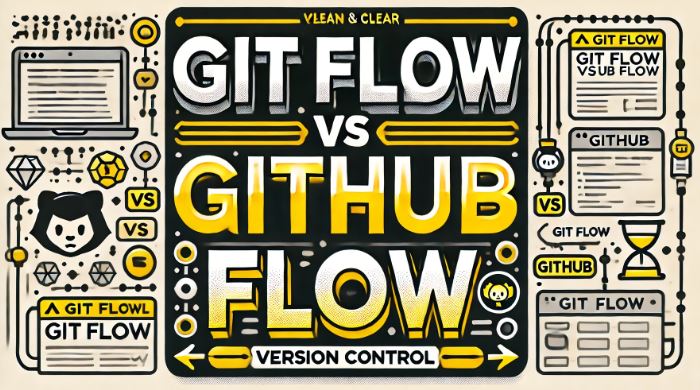 VLEAN & CLEAR
GIT FLOW
VS
GITHUB
FLOW
VERSION CONTROL
VS
VS
GIT FLOWL
GIT FLOW
GIT FLOW
GIT FLOW
VSUB FLOW
GITHUB
VS
GIT FLOW
GITHUB
GIT FLOW